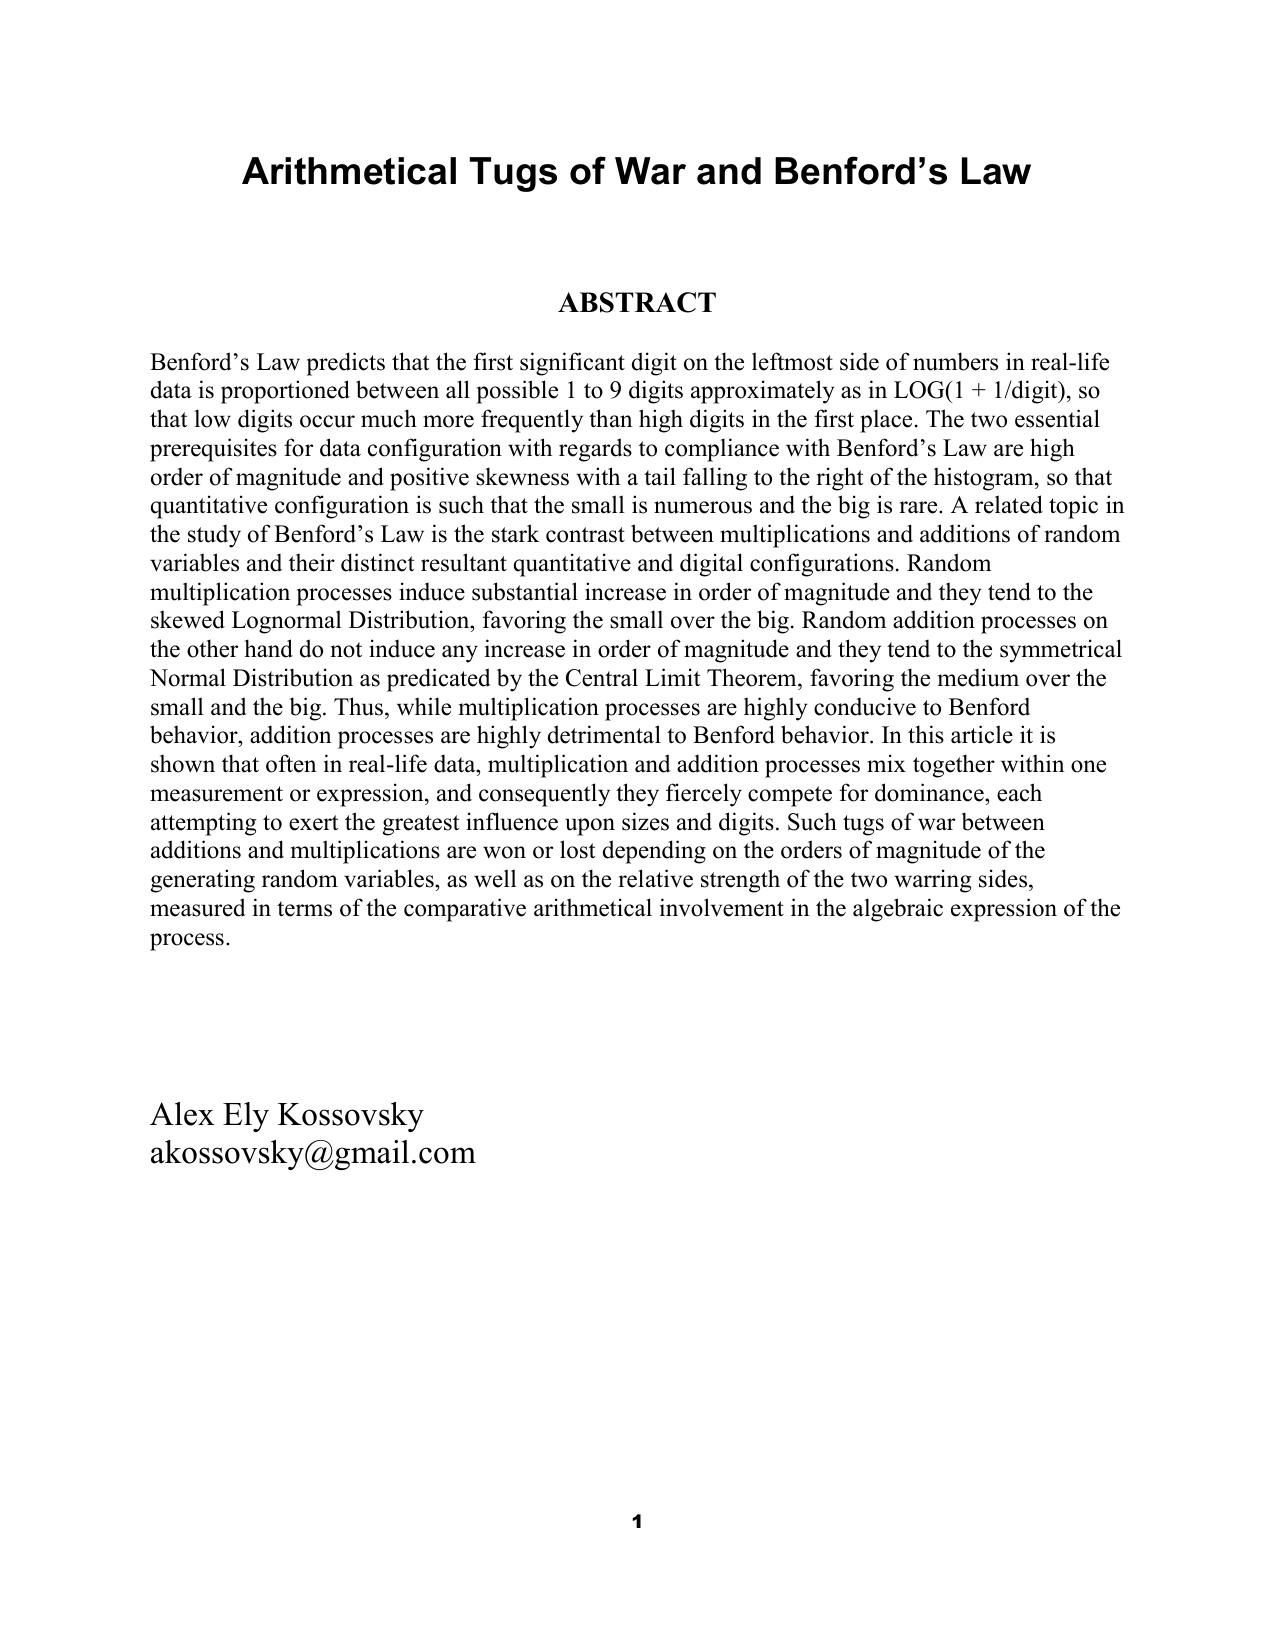 Arithmetical Tugs of War and Benford’s Law
ABSTRACT
Benford’s Law predicts that the first significant digit on the leftmost side of numbers in real-life
data is proportioned between all possible 1 to 9 digits approximately as in LOG(1 + 1/digit), so
that low digits occur much more frequently than high digits in the first place. The two essential
prerequisites for data configuration with regards to compliance with Benford’s Law are high
order of magnitude and positive skewness with a tail falling to the right of the histogram, so that
quantitative configuration is such that the small is numerous and the big is rare. A related topic in
the study of Benford’s Law is the stark contrast between multiplications and additions of random
variables and their distinct resultant quantitative and digital configurations. Random
multiplication processes induce substantial increase in order of magnitude and they tend to the
skewed Lognormal Distribution, favoring the small over the big. Random addition processes on
the other hand do not induce any increase in order of magnitude and they tend to the symmetrical
Normal Distribution as predicated by the Central Limit Theorem, favoring the medium over the
small and the big. Thus, while multiplication processes are highly conducive to Benford
behavior, addition processes are highly detrimental to Benford behavior. In this article it is
shown that often in real-life data, multiplication and addition processes mix together within one
measurement or expression, and consequently they fiercely compete for dominance, each
attempting to exert the greatest influence upon sizes and digits. Such tugs of war between
additions and multiplications are won or lost depending on the orders of magnitude of the
generating random variables, as well as on the relative strength of the two warring sides,
measured in terms of the comparative arithmetical involvement in the algebraic expression of the
process.
Alex Ely Kossovsky
akossovsky@gmail.com
1